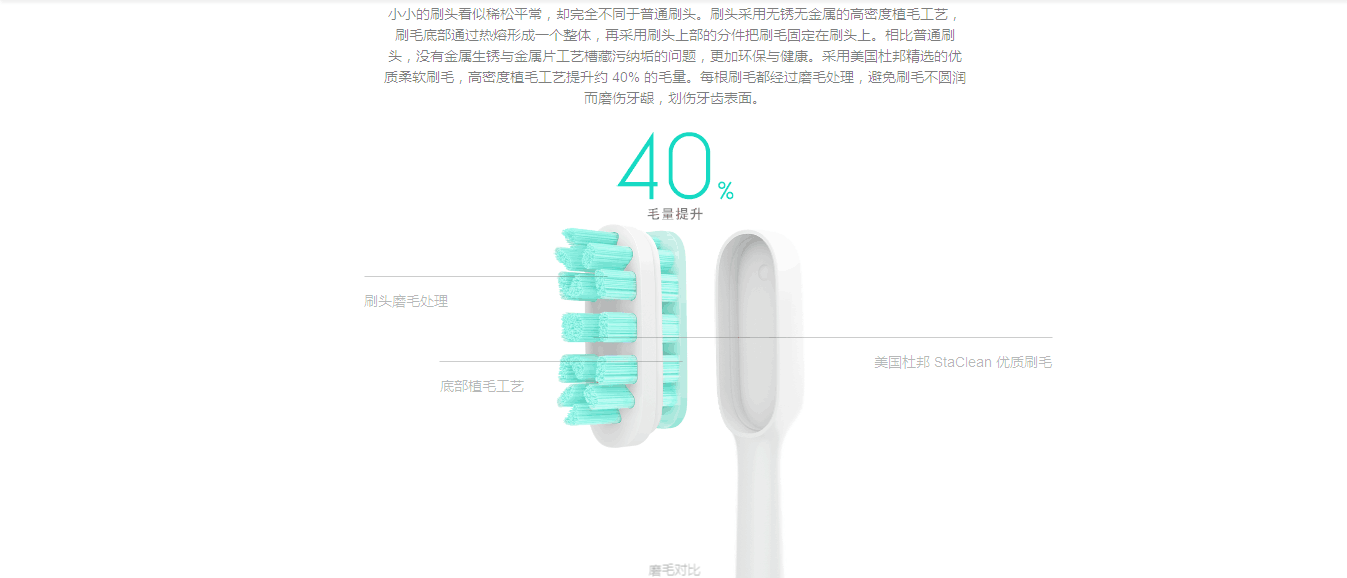 小小的刷头看似稀松平常，却完全不同于普通刷头。刷头采用无锈无金属的高密度植毛工艺，
刷毛底部通过热熔形成一个整体，再采用刷头上部的分件把刷毛固定在刷头上。相比普通刷
头，没有金属生锈与金属片工艺槽藏污纳垢的问题，更加环保与健康。采用美国杜邦精选的优
质柔软刷毛，高密度植毛工艺提升约 40% 的毛量。每根刷毛都经过磨毛处理，避免刷毛不圆润
而磨伤牙龈，划伤牙齿表面。
40%
毛量提升
刷头磨毛处理
美国杜邦 StaClean 优质刷毛
底部植毛工艺
磨毛对比